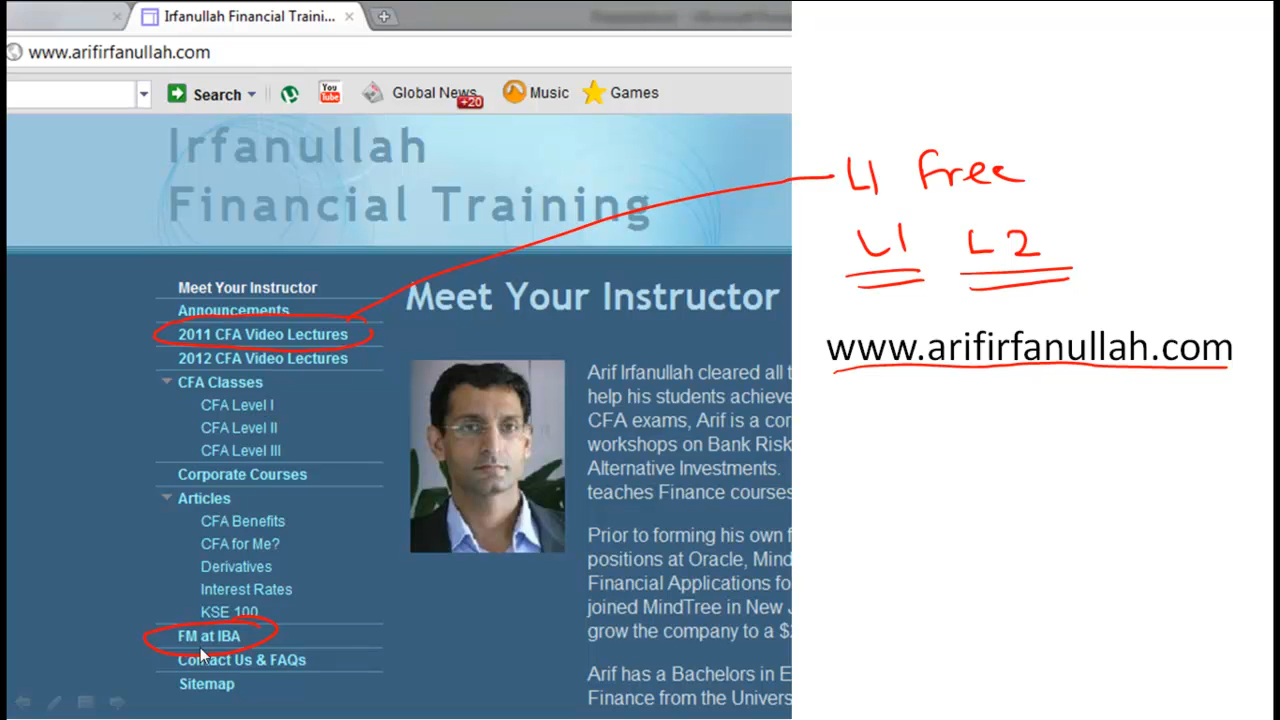 Irfanullah Financial Traini...
www.arifirfanullah.com
Search
You Tube
Global News
+20
Music
Games
Irfanullah
Financial Training
Meet Your Instructor
Announcements
2011 CFA Video Lectures
2012 CFA Video Lectures
CFA Classes
CFA Level I
CFA Level II
CFA Level III
Corporate Courses
Articles
CFA Benefits
CFA for Me?
Derivatives
Interest Rates
KSE 100
FM at IBA
Contact Us & FAQs
Sitemap
Meet Your Instructor
Arif Irfanullah cleared all
help his students achieve
CFA exams, Arif is a
workshops on Bank Risk
Alternative Investments.
teaches Finance courses
Prior to forming his own
positions at Oracle,
Financial Applications
joined MindTree in New
grow the company to a
Arif has a Bachelors in
Finance from the
L1 Free
L1 L2
www.arifirfanullah.com